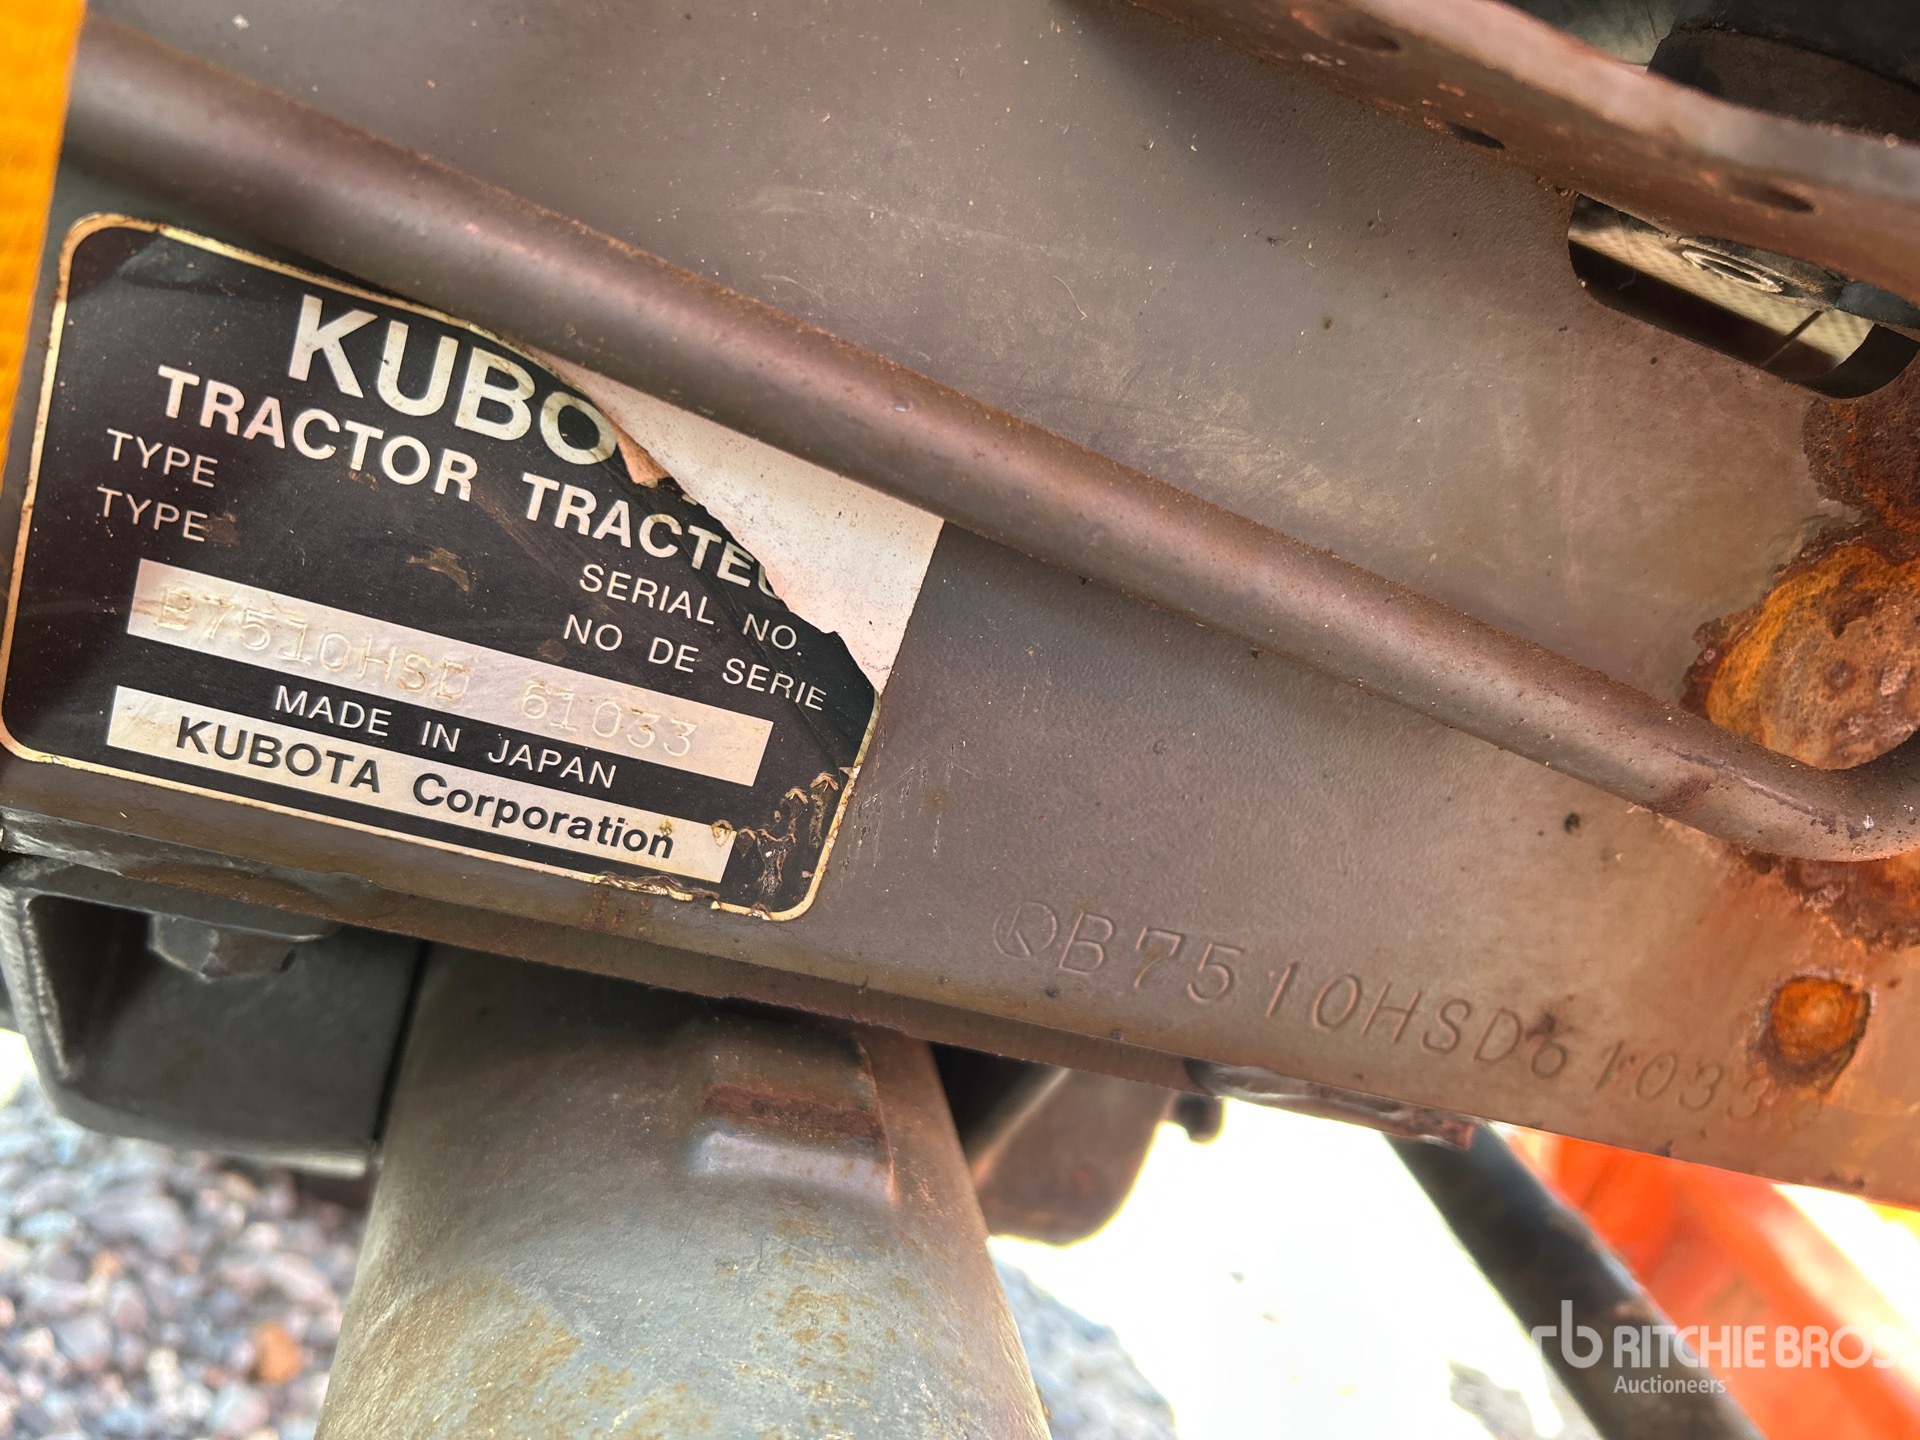 KUBO
TRACTOR TRACTEU
TYPE
TYPE
SERIAL NO.
NO DE SERIE
B7510HSD 61033
MADE IN JAPAN
KUBOTA Corporation
B7510HSD61033
rb RITCHIE BROS
Auctioneers